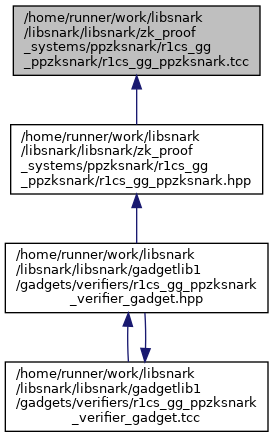 /home/runner/work/libsnark
/libsnark/libsnark/zk_proof
_systems/ppzksnark/r1cs_gg
_ppzksnark/r1cs_gg_ppzksnark.tcc
/home/runner/work/libsnark
/libsnark/libsnark/zk_proof
_systems/ppzksnark/r1cs_gg
_ppzksnark/r1cs_gg_ppzksnark.hpp
/home/runner/work/libsnark
/libsnark/libsnark/gadgetlib1
/gadgets/verifiers/r1cs_gg_ppzksnark
_verifier_gadget.hpp
/home/runner/work/libsnark
/libsnark/libsnark/gadgetlib1
/gadgets/verifiers/r1cs_gg_ppzksnark
_verifier_gadget.tcc